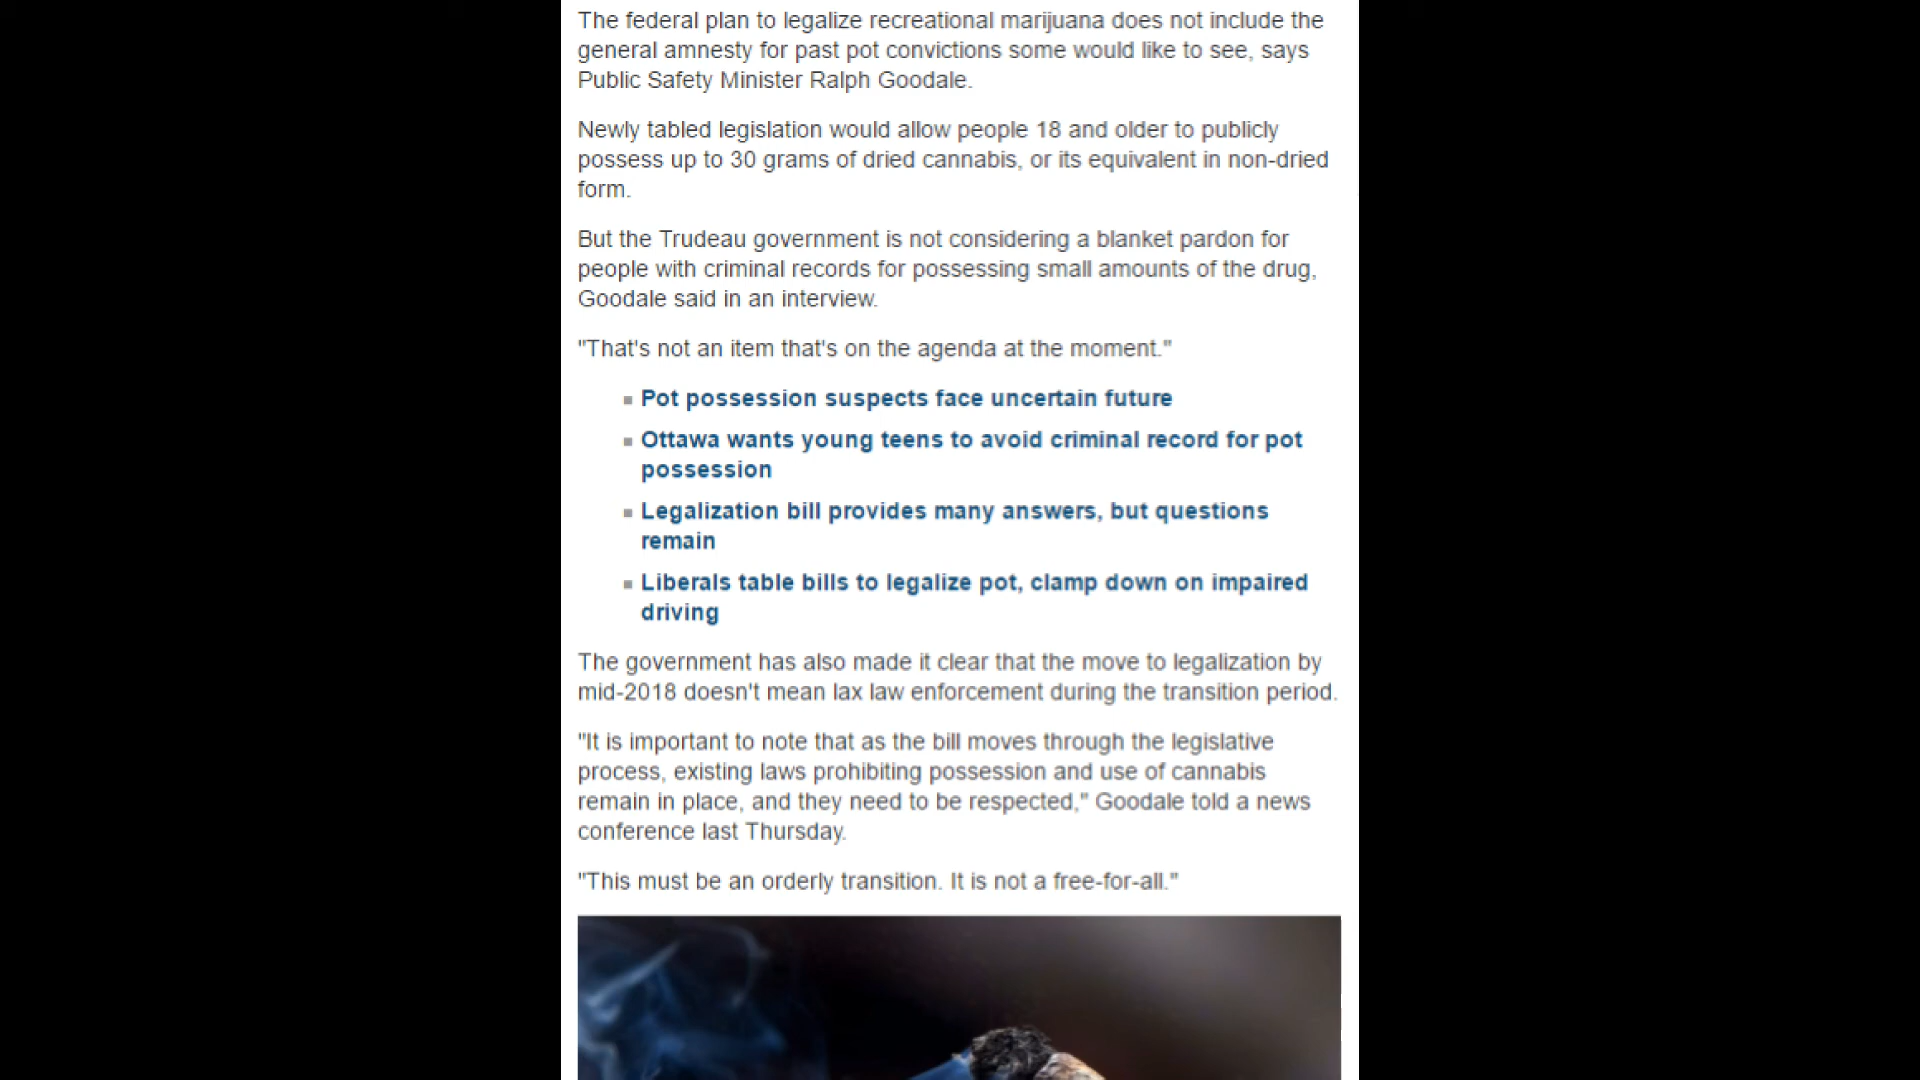 The federal plan to legalize recreational marijuana does not include the
general amnesty for past pot convictions some would like to see, says
Public Safety Minister Ralph Goodale.
Newly tabled legislation would allow people 18 and older to publicly
possess up to 30 grams of dried cannabis, or its equivalent in non-dried
form.
But the Trudeau government is not considering a blanket pardon for
people with criminal records for possessing small amounts of the drug,
Goodale said in an interview.
"That's not an item that's on the agenda at the moment."
Pot possession suspects face uncertain future
Ottawa wants young teens to avoid criminal record for pot
possession
Legalization bill provides many answers, but questions
remain
Liberals table bills to legalize pot, clamp down on impaired
driving
The government has also made it clear that the move to legalization by
mid-2018 doesn't mean lax law enforcement during the transition period.
"It is important to note that as the bill moves through the legislative
process, existing laws prohibiting possession and use of cannabis
remain in place, and they need to be respected," Goodale told a news
conference last Thursday.
"This must be an orderly transition. It is not a free-for-all."